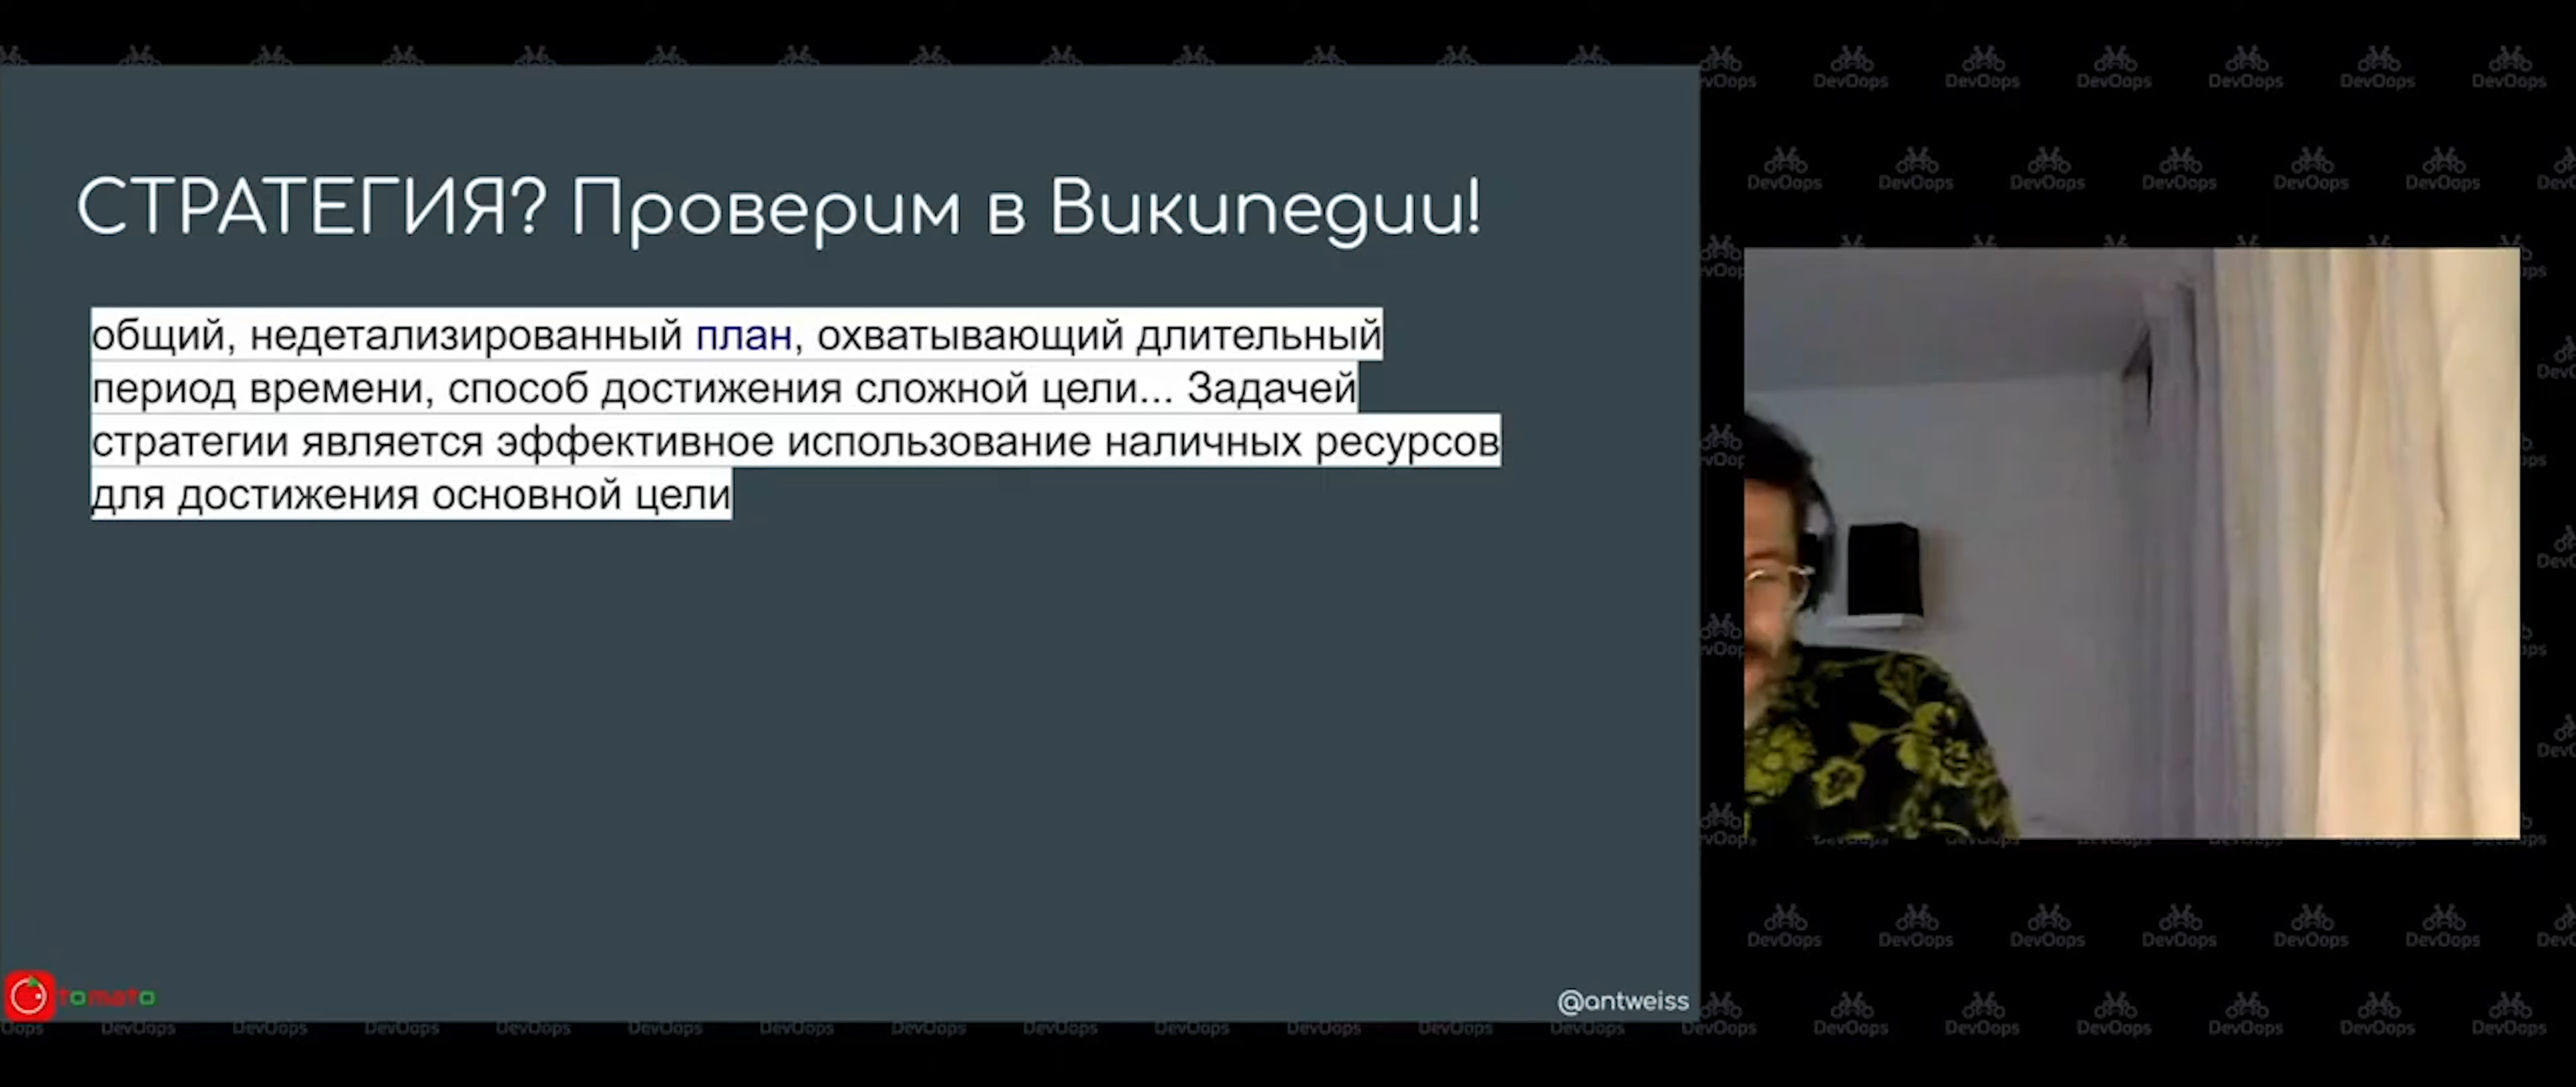 СТРАТЕГИЯ? Проверим в Википедии!
общий, недетализированный план, охватывающий длительный
период времени, способ достижения сложной цели... Задачей
стратегии является эффективное использование наличных ресурсов
для достижения основной цели
tomato
@antweiss
DevOops